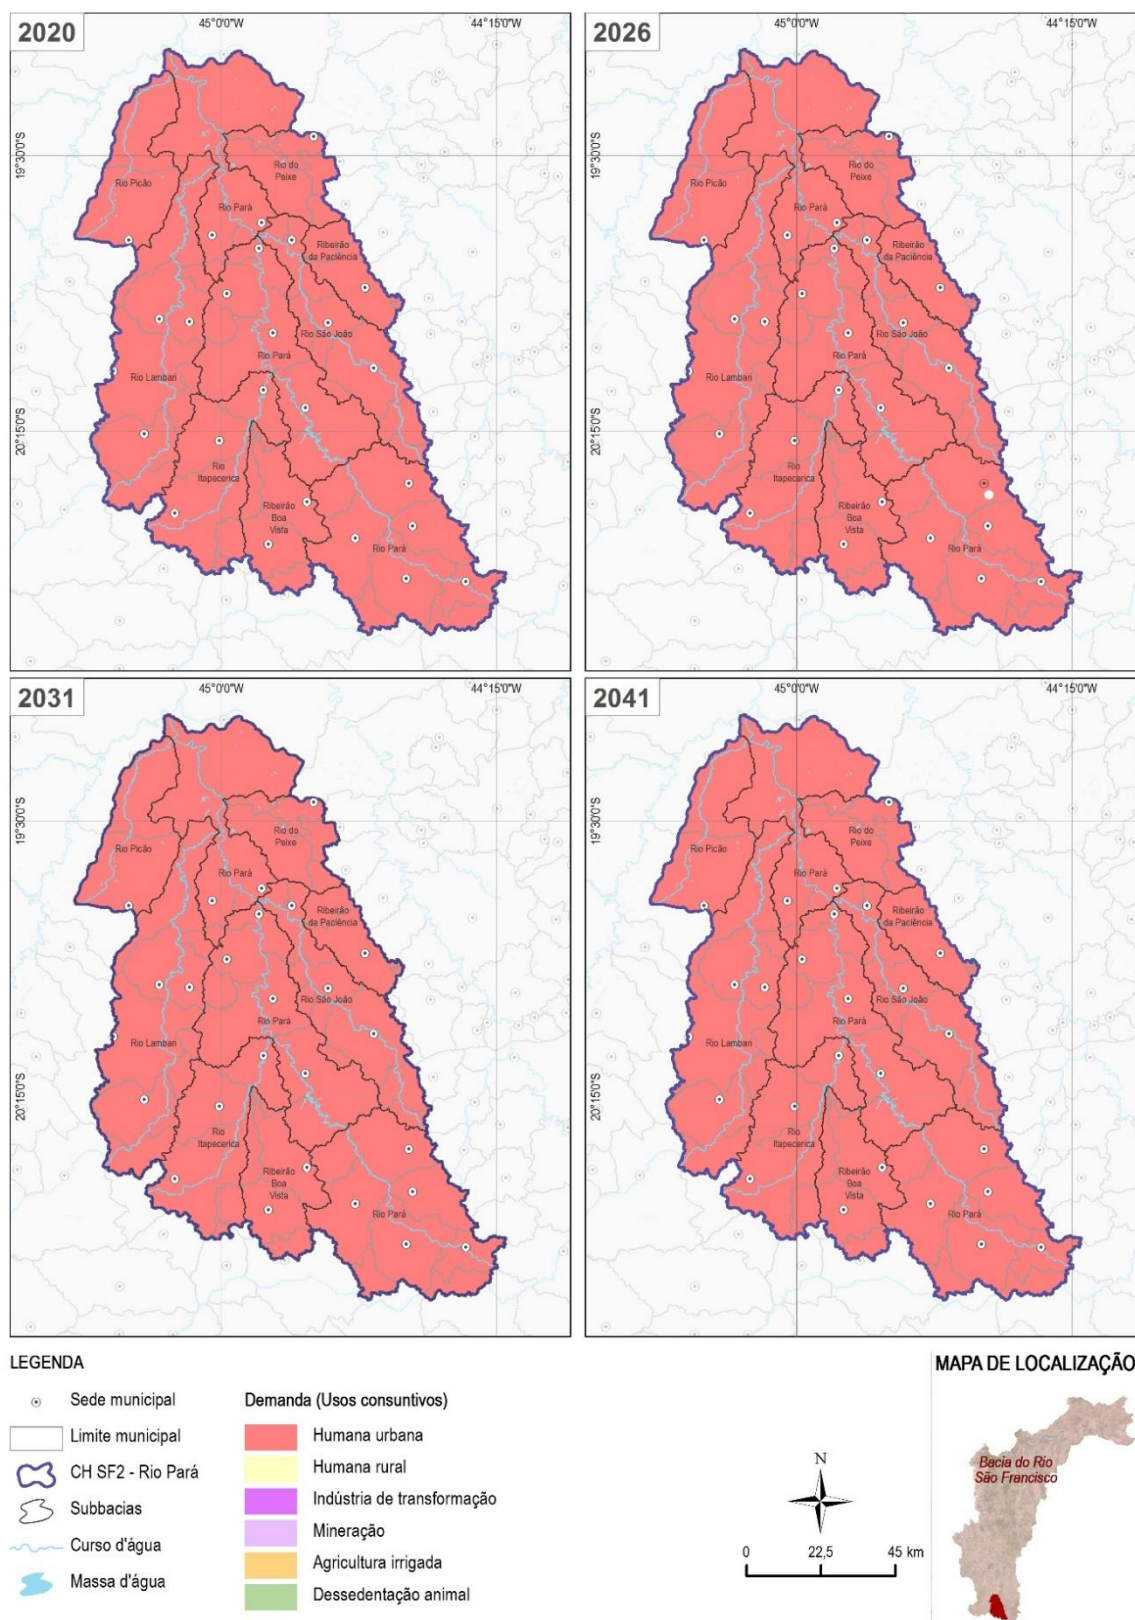 2020
45°00'W
44°15'0'W
19°30'0'S
20°15'0'S
Rio Picão
Rio do
Peixe
Rio Pará
Ribeirão
da Paciência
Rio São João
Rio Pará
Rio Lambari
Rio
Itapecerica
Ribeirão
Boa
Vista
Rio Pará
2026
45°00'W
44°15'0'W
19°30'0'S
20°15'0'S
Rio Picão
Rio do
Peixe
Rio Pará
Ribeirão
da Paciência
Rio São João
Rio Pará
Rio Lambari
Rio
Itapecerica
Ribeirão
Boa
Vista
Rio Pará
2031
45°00'W
44°15'0'W
19°30'0'S
20°15'0'S
Rio Picão
Rio do
Peixe
Rio Pará
Ribeirão
da Paciência
Rio São João
Rio Pará
Rio Lambari
Rio
Itapecerica
Ribeirão
Boa
Vista
Rio Pará
2041
45°00'W
44°15'0'W
19°30'0'S
20°15'0'S
Rio Picão
Rio do
Peixe
Rio Pará
Ribeirão
da Paciência
Rio São João
Rio Pará
Rio Lambari
Rio
Itapecerica
Ribeirão
Boa
Vista
Rio Pará
LEGENDA
Sede municipal
Limite municipal
CH SF2 - Rio Pará
Subbacias
Curso d'água
Massa d'água
Demanda (Usos consuntivos)
Humana urbana
Humana rural
Indústria de transformação
Mineração
Agricultura irrigada
Dessedentação animal
N
0 22,5 45 km
MAPA DE LOCALIZAÇÃO
Bacia do Rio
São Francisco